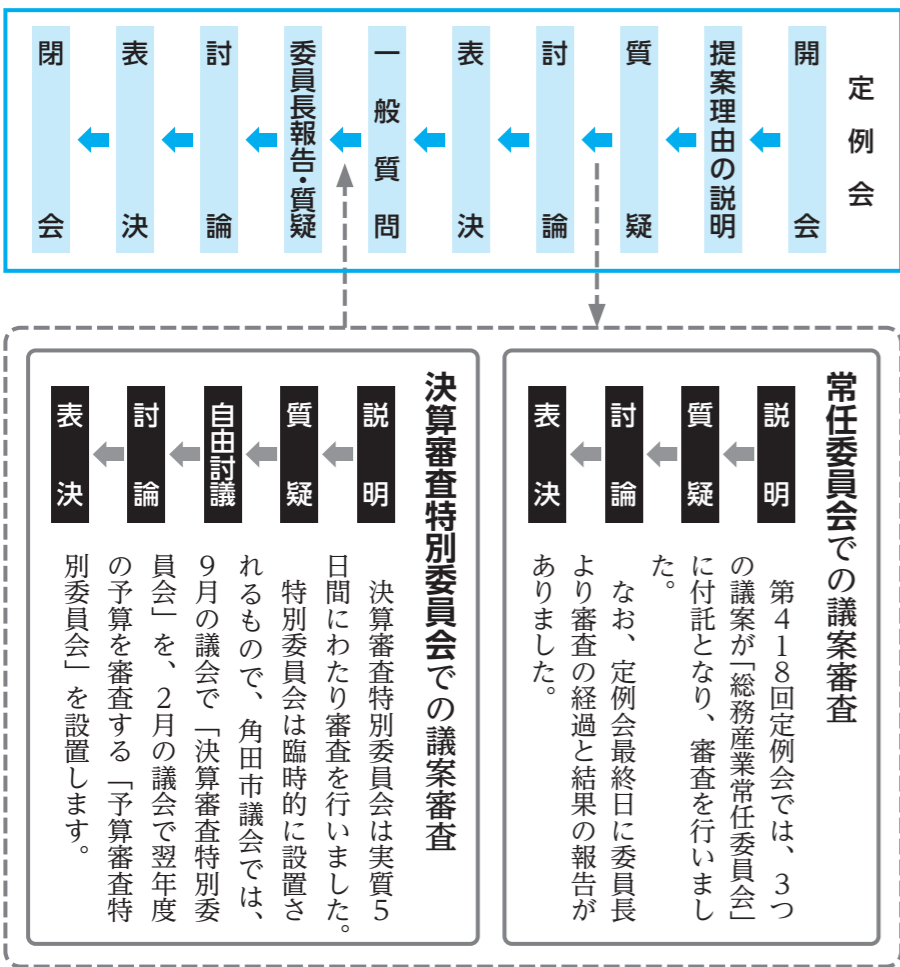 定例会
開会
提案理由の説明
質疑
討論
表決
一般質問
委員長報告・質疑
討論
表決
閉会
常任委員会での議案審査
説明
質疑
討論
表決
第418回定例会では、3つ
の議案が「総務産業常任委員会」
に付託となり、審査を行いまし
た。
なお、定例会最終日に委員長
より審査の経過と結果の報告が
ありました。
決算審査特別委員会での議案審査
説明
質疑
自由討議
討論
表決
決算審査特別委員会は実質5
日間にわたり審査を行いました。
特別委員会は臨時的に設置さ
れるもので、角田市議会では、
9月の議会で「決算審査特別委
員会」を、2月の議会で翌年度
の予算を審査する「予算審査特
別委員会」を設置します。